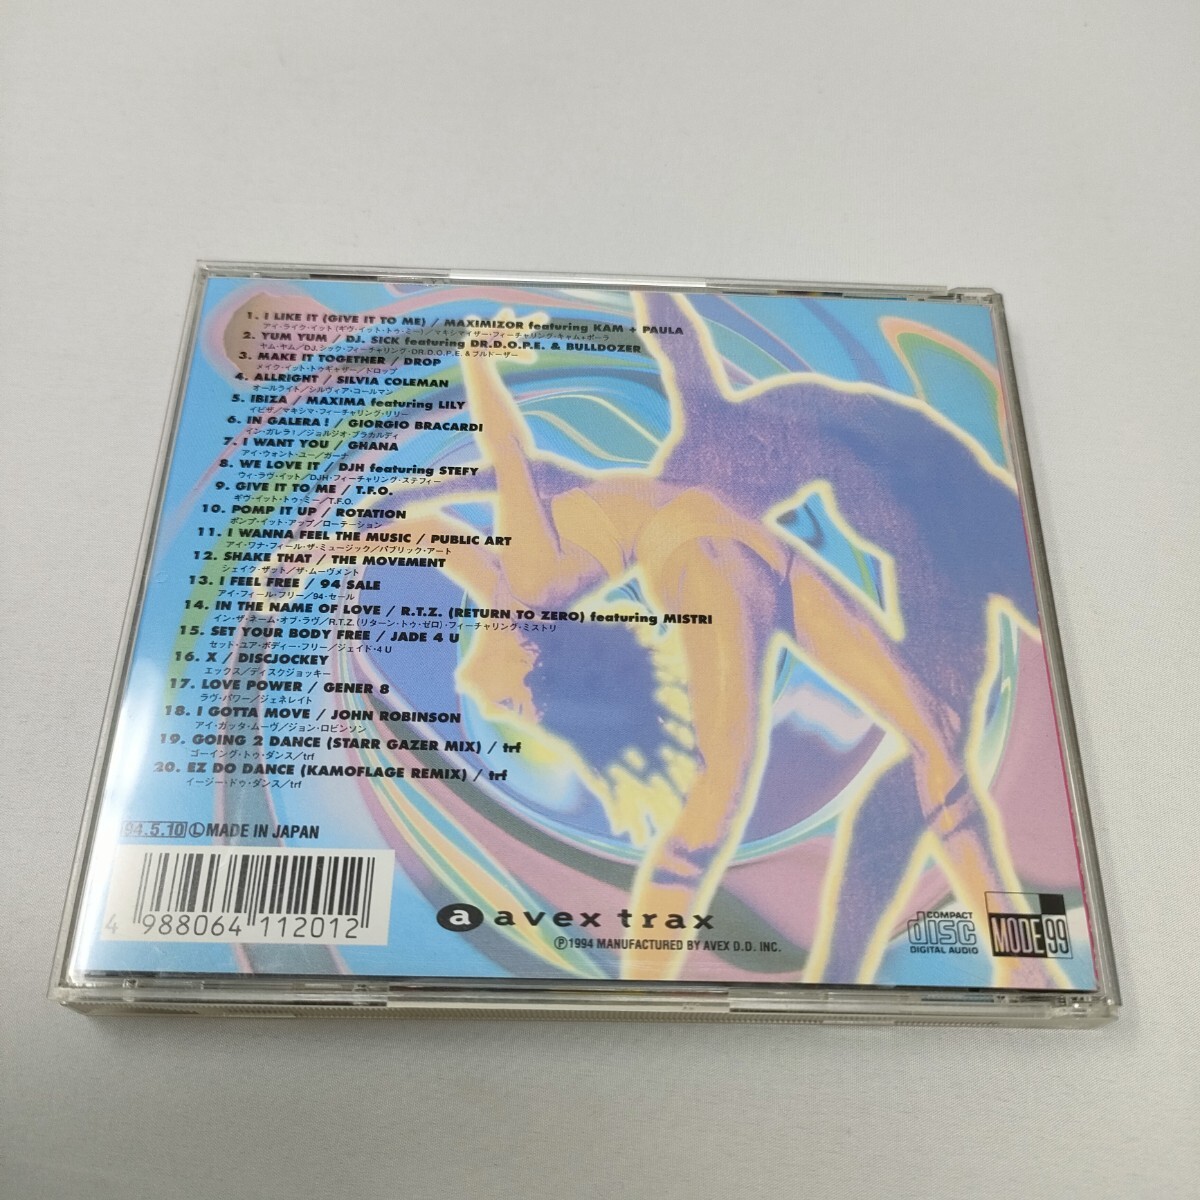 1. I LIKE IT (GIVE IT TO ME) / MAXIMIZOR featuring KAM + PAULA
アイ・ライク・イット(ギヴ・イット・トゥ・ミー)/マキシマイザー・フィーチャリング・キャム+ポーラ
2. YUM YUM / DJ. SICK featuring DR.D.O.P.E. & BULLDOZER
ヤム・ヤム/DJ.シック・フィーチャリング・DR.D.O.P.E.&ブルドーザー
3. MAKE IT TOGETHER / DROP
メイク・イット・トゥギャザー/ドロップ
4. ALLRIGHT / SILVIA COLEMAN
オールライト/シルヴィア・コールマン
5. IBIZA / MAXIMA featuring LILY
イビザ/マキシマ・フィーチャリング・リリー
6. IN GALERA! / GIORGIO BRACARDI
イン・ガレラ!/ジョルジオ・ブラカルディ
7. I WANT YOU / GHANA
アイ・ウォント・ユー/ガーナ
8. WE LOVE IT / DJH featuring STEFY
ウィ・ラヴ・イット/DJH・フィーチャリング・ステフィー
9. GIVE IT TO ME / T.F.O.
ギヴ・イット・トゥ・ミー/T.F.O.
10. POMP IT UP / ROTATION
ポンプ・イット・アップ/ローテーション
11. I WANNA FEEL THE MUSIC / PUBLIC ART
アイ・ワナ・フィール・ザ・ミュージック/パブリック・アート
12. SHAKE THAT / THE MOVEMENT
シェイク・ザット/ザ・ムーヴメント
13. I FEEL FREE / 94 SALE
アイ・フィール・フリー/94・セール
14. IN THE NAME OF LOVE / R.T.Z. (RETURN TO ZERO) featuring MISTRI
イン・ザ・ネーム・オブ・ラヴ/R.T.Z.(リターン・トゥ・ゼロ)・フィーチャリング・ミストリ
15. SET YOUR BODY FREE / JADE 4 U
セット・ユア・ボディー・フリー/ジェイド・4 U
16. X / DISCJOCKEY
エックス/ディスクジョッキー
17. LOVE POWER / GENER 8
ラヴ・パワー/ジェネレイト
18. I GOTTA MOVE / JOHN ROBINSON
アイ・ガッタ・ムーヴ/ジョン・ロビンソン
19. GOING 2 DANCE (STARR GAZER MIX) / trf
ゴーイング・トゥ・ダンス/trf
20. EZ DO DANCE (KAMOFLAGE REMIX) / trf
イージー・ドゥ・ダンス/trf
94.5.10 Ⓛ MADE IN JAPAN
4 988064 112012
a avex trax
Ⓟ1994 MANUFACTURED BY AVEX D.D. INC.
COMPACT
disc
DIGITAL AUDIO
MODE 99